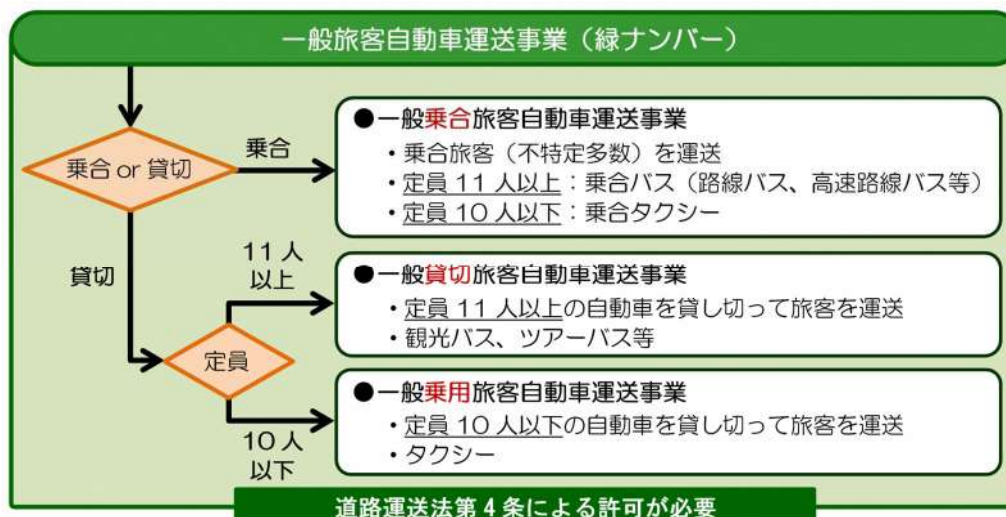 一般旅客自動車運送事業（緑ナンバー）
乗合 or 貸切
乗合
●一般乗合旅客自動車運送事業
・乗合旅客（不特定多数）を運送
・定員 11 人以上：乗合バス（路線バス、高速路線バス等）
・定員 10 人以下：乗合タクシー
貸切
定員
11 人
以上
●一般貸切旅客自動車運送事業
・定員 11 人以上の自動車を貸し切って旅客を運送
・観光バス、ツアーバス等
10 人
以下
●一般乗用旅客自動車運送事業
・定員 10 人以下の自動車を貸し切って旅客を運送
・タクシー
道路運送法第 4 条による許可が必要